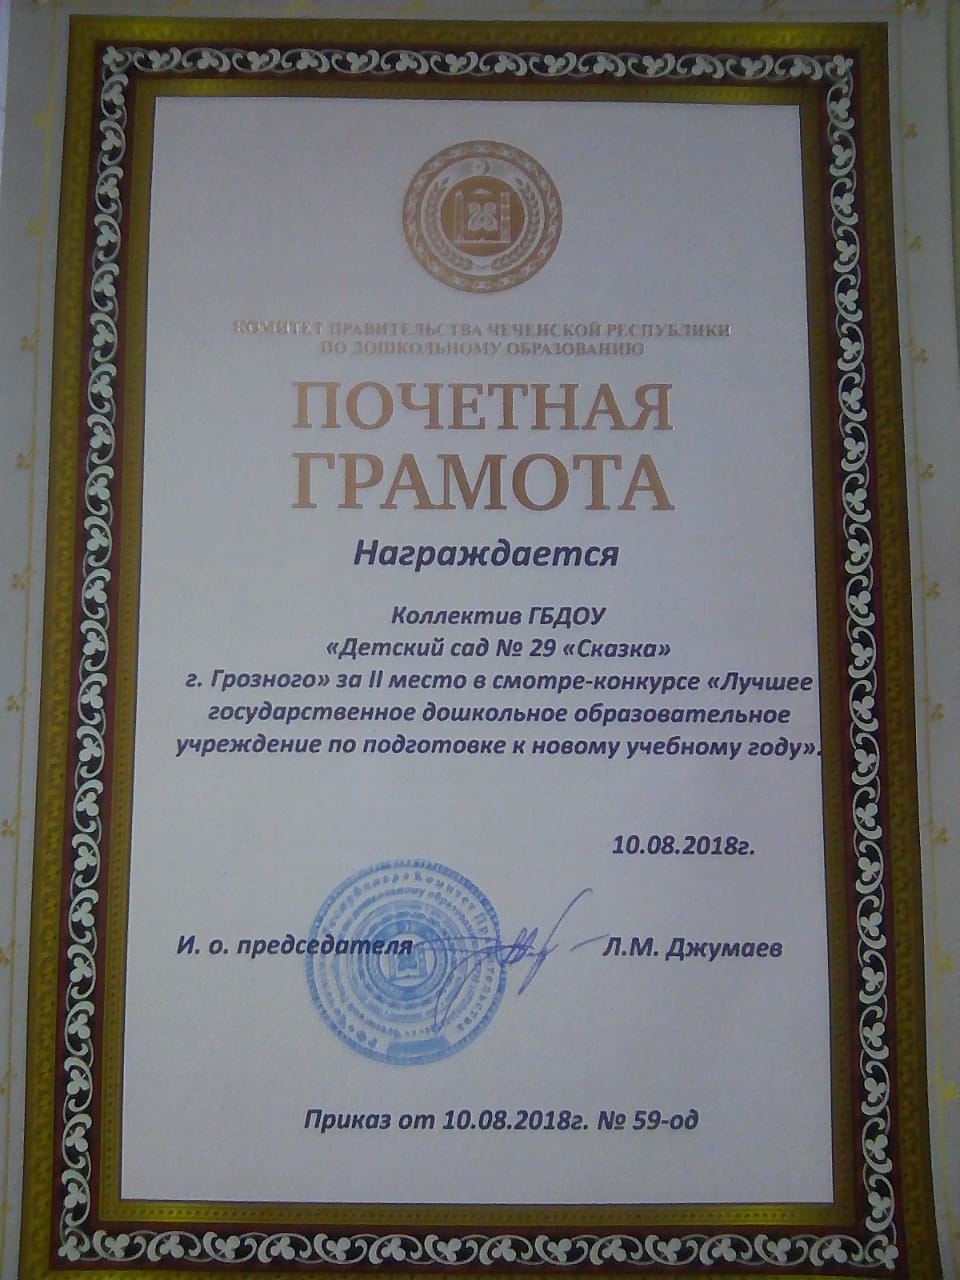 КОМИТЕТ ПРАВИТЕЛЬСТВА ЧЕЧЕНСКОЙ РЕСПУБЛИКИ
ПО ДОШКОЛЬНОМУ ОБРАЗОВАНИЮ
ПОЧЕТНАЯ
ГРАМОТА
Награждается
Коллектив ГБДОУ
«Детский сад № 29 «Сказка»
г. Грозного» за II место в смотре-конкурсе «Лучшее
государственное дошкольное образовательное
учреждение по подготовке к новому учебному году».
10.08.2018г.
И. о. председателя
Л.М. Джумаев
Приказ от 10.08.2018г. № 59-од